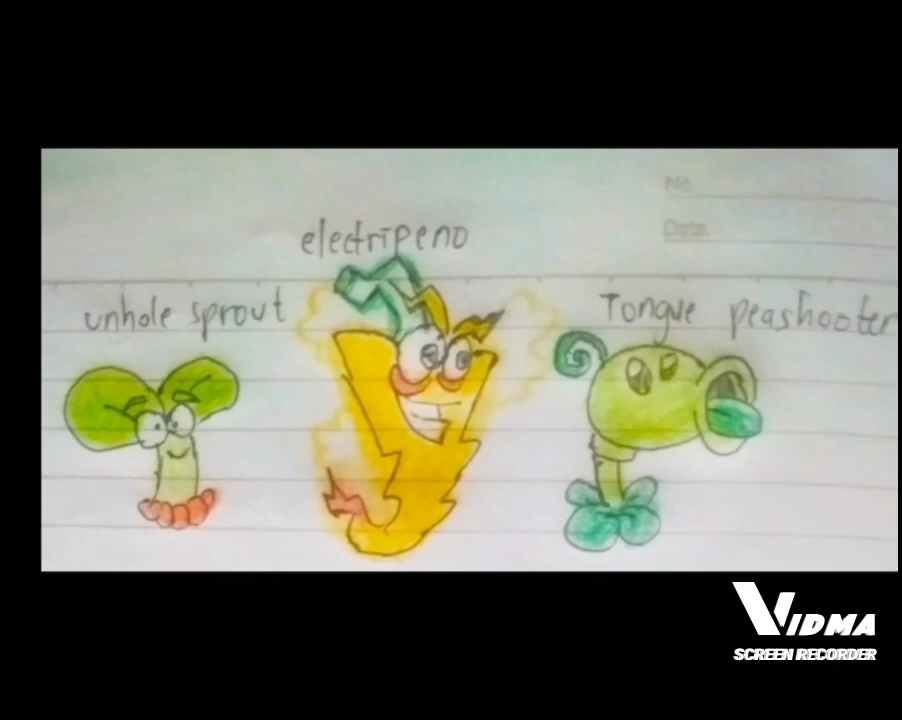 No.
Date
electripeno
unhole sprout
Tongue peashooter
VIDMA
SCREEN RECORDER